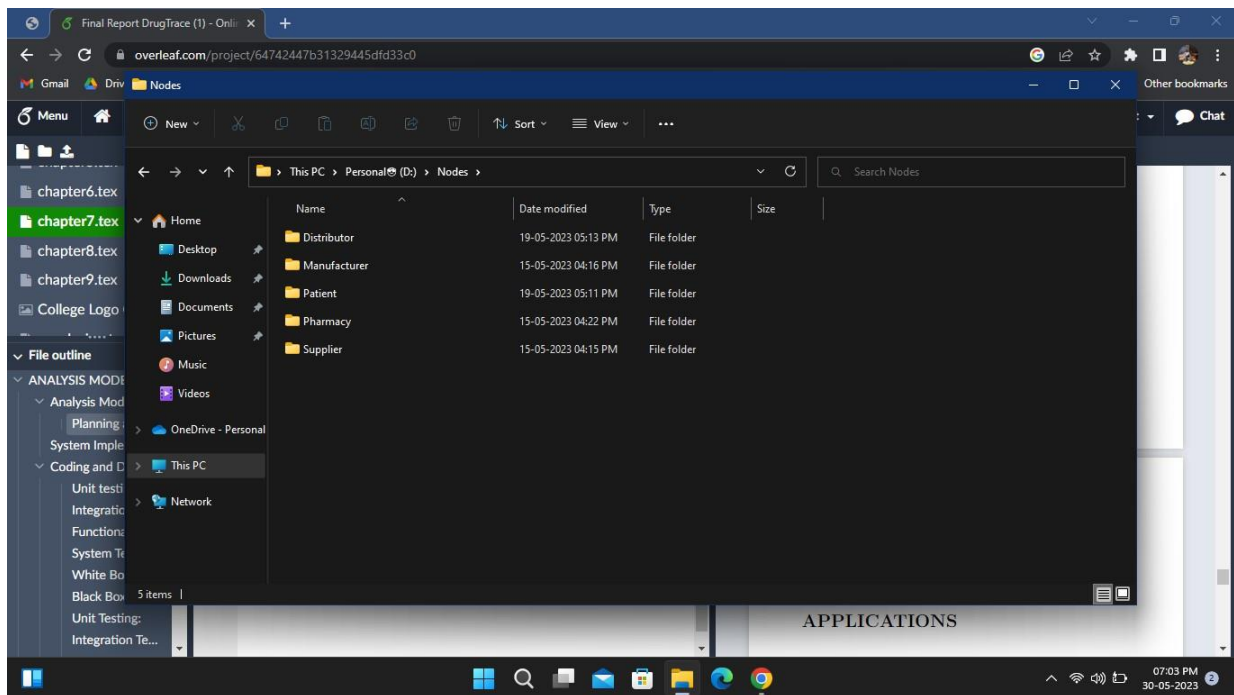 Final Report DrugTrace (1) - Onli
overleaf.com/project/64742447b31329445dfd33c0
Gmail
Driv
Other bookmarks
Nodes
Menu
Chat
New
Sort
View
This PC > Personal😎 (D:) > Nodes >
Search Nodes
chapter6.tex
chapter7.tex
chapter8.tex
chapter9.tex
College Logo
File outline
ANALYSIS MODE
Analysis Mod
Planning
System Imple
Coding and D
Unit testi
Integratio
Functiona
System Te
White Bo
Black Box
Unit Testing:
Integration Te...
Home
Desktop
Downloads
Documents
Pictures
Music
Videos
OneDrive - Personal
This PC
Network
Name Date modified Type Size
Distributor 19-05-2023 05:13 PM File folder
Manufacturer 15-05-2023 04:16 PM File folder
Patient 19-05-2023 05:11 PM File folder
Pharmacy 15-05-2023 04:22 PM File folder
Supplier 15-05-2023 04:15 PM File folder
5 items
APPLICATIONS
07:03 PM
30-05-2023
2